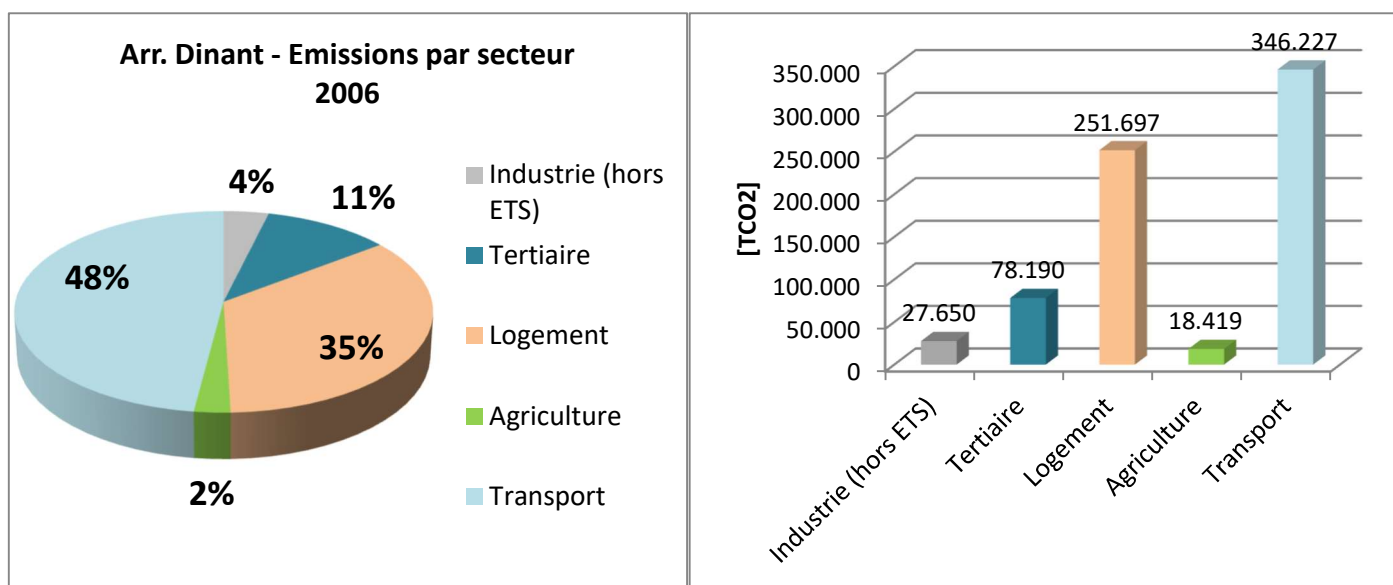 Arr. Dinant - Emissions par secteur
2006
4%
11%
48%
35%
2%
Industrie (hors
ETS)
Tertiaire
Logement
Agriculture
Transport
[TCO2]
350.000
300.000
250.000
200.000
150.000
100.000
50.000
0
27.650
78.190
251.697
18.419
346.227
Industrie (hors ETS)
Tertiaire
Logement
Agriculture
Transport